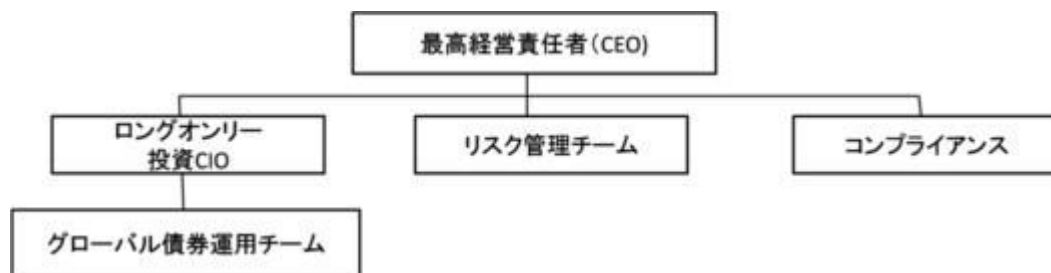 最高経営責任者(CEO)
ロングオンリー
投資CIO
リスク管理チーム
コンプライアンス
グローバル債券運用チーム